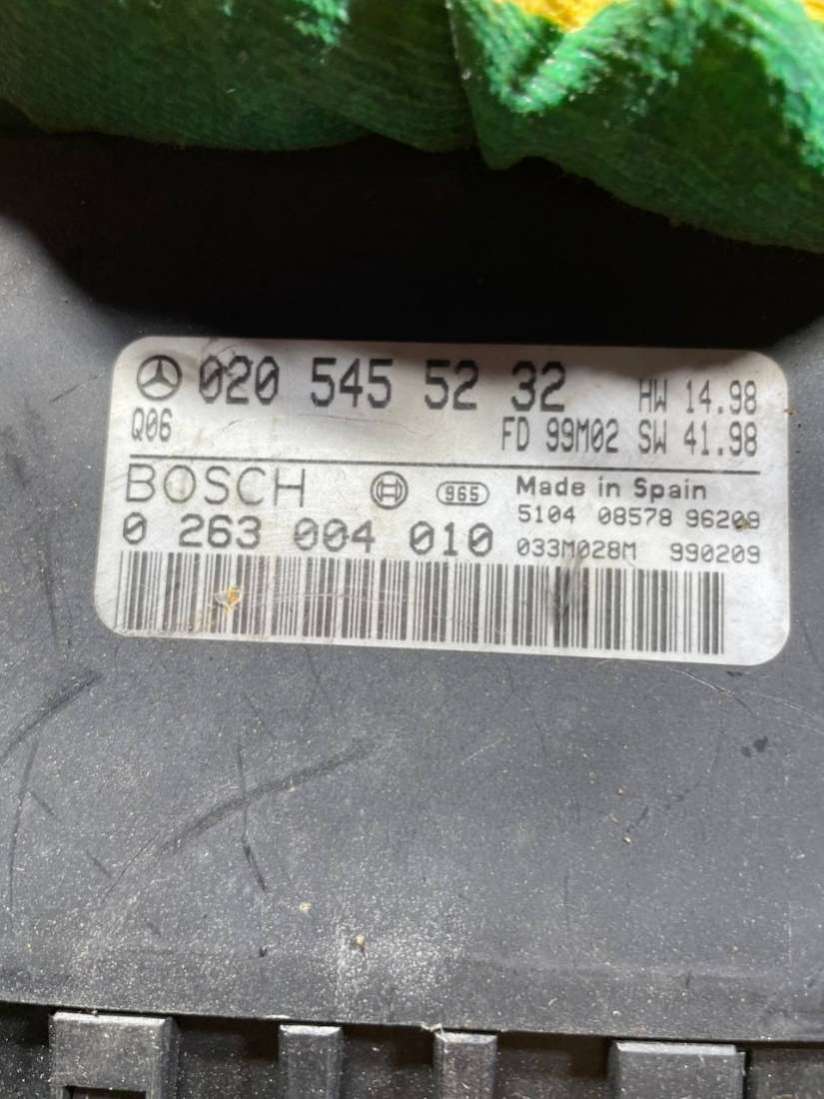 020 545 52 32 HW 14.98
Q06 FD 99M02 SW 41.98
BOSCH 965 Made in Spain
5104 08578 96209
0 263 004 010 033M028M 990209